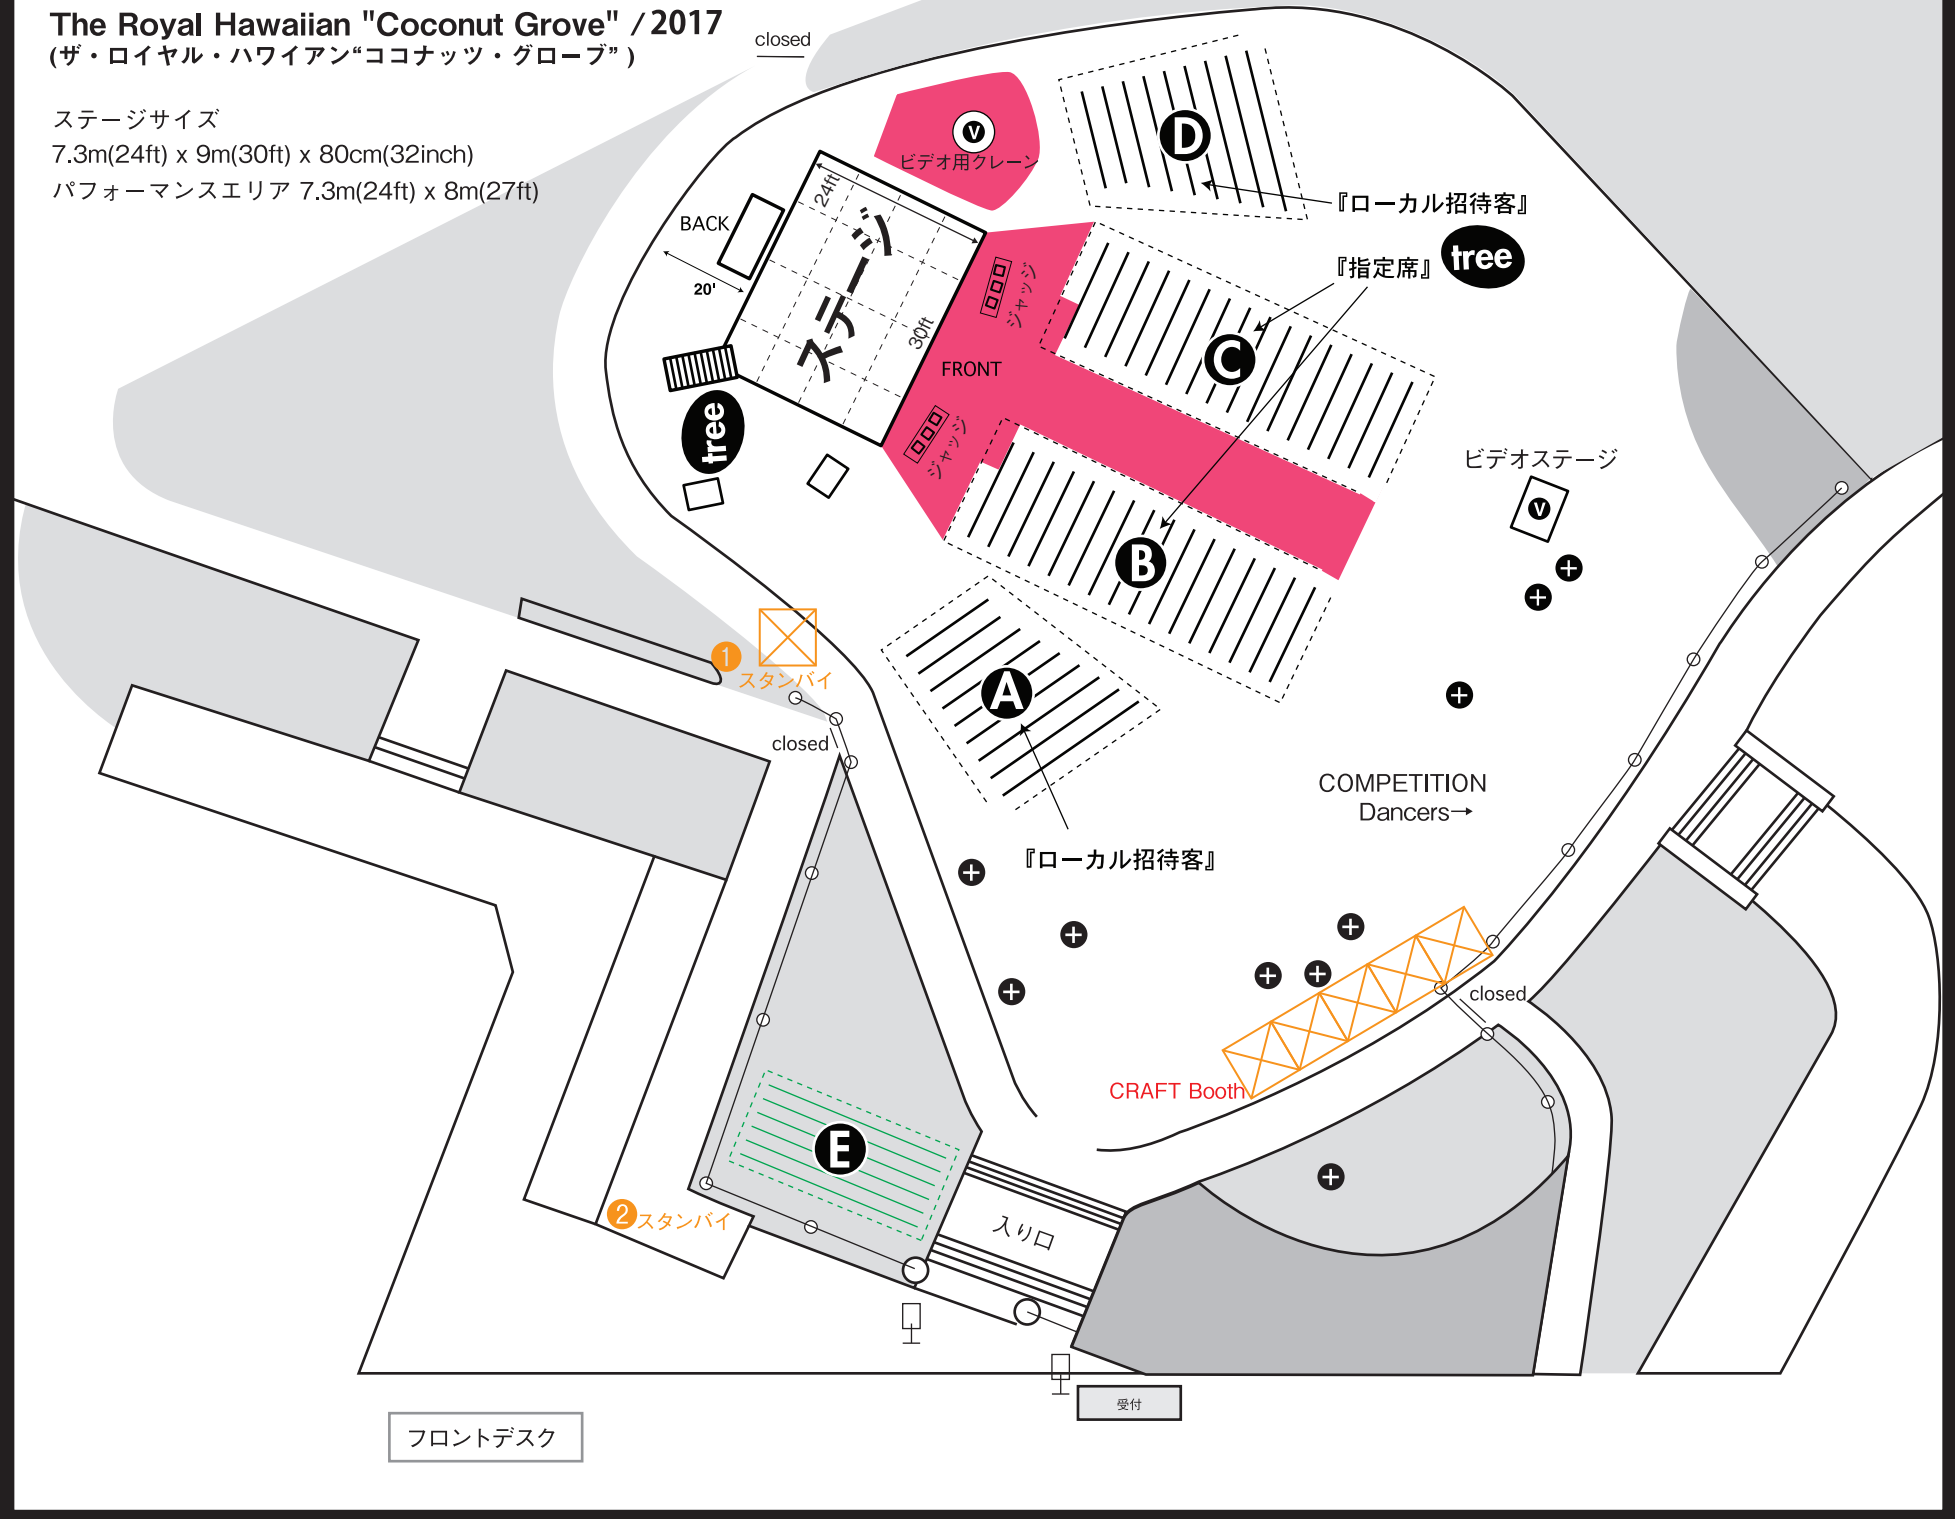 The Royal Hawaiian "Coconut Grove" / 2017
(ザ・ロイヤル・ハワイアン“ココナッツ・グローブ” )
closed
ステージサイズ
7.3m(24ft) x 9m(30ft) x 80cm(32inch)
パフォーマンスエリア 7.3m(24ft) x 8m(27ft)
V
ビデオ用クレーン
D
『ローカル招待客』
tree
『指定席』
BACK
20'
24ft
ステージ
30ft
ジャッジ
FRONT
ジャッジ
C
B
tree
ビデオステージ
V
1
スタンバイ
closed
A
『ローカル招待客』
COMPETITION
Dancers→
closed
CRAFT Booth
E
2 スタンバイ
入り口
受付
フロントデスク